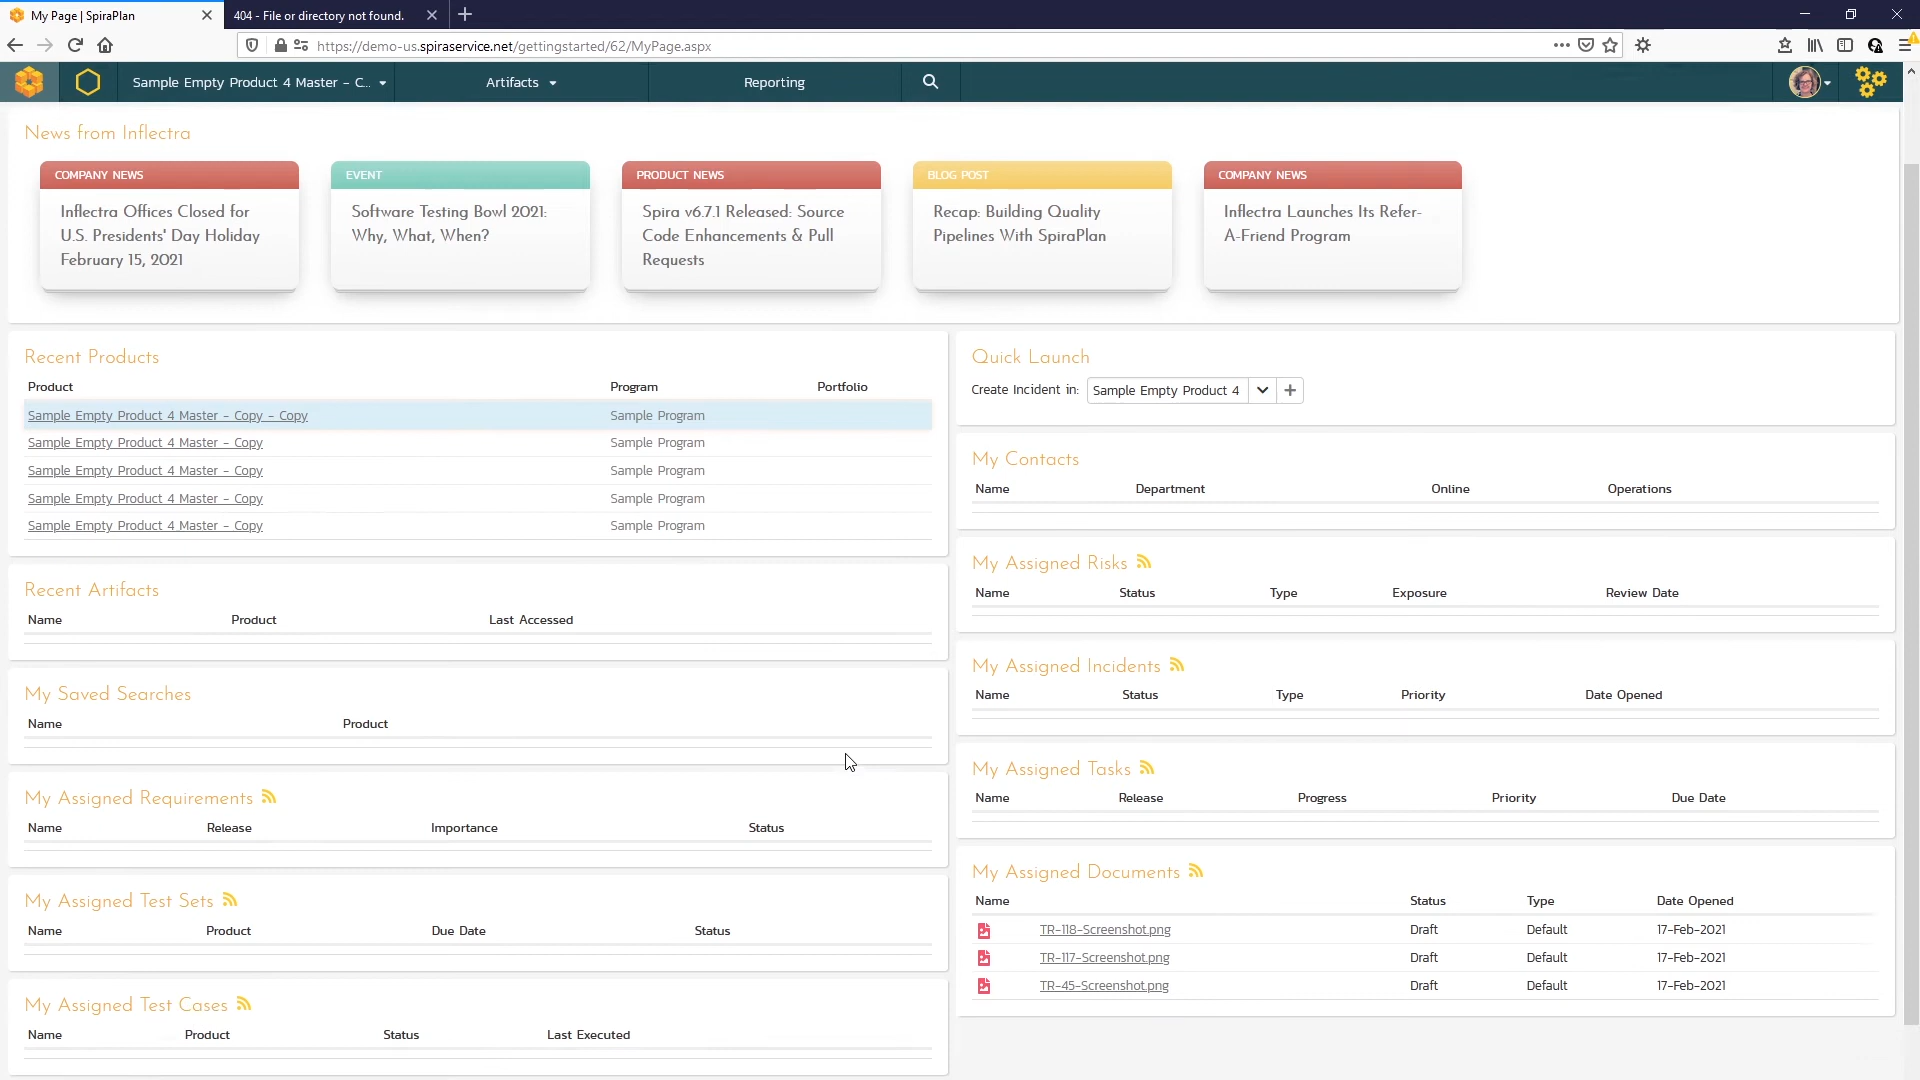 My Page | SpiraPlan
404 - File or directory not found.
https://demo-us.spiraservice.net/gettingstarted/62/MyPage.aspx
Sample Empty Product 4 Master - C...
Artifacts
Reporting
News from Inflectra
COMPANY NEWS
Inflectra Offices Closed for
U.S. Presidents' Day Holiday
February 15, 2021
EVENT
Software Testing Bowl 2021:
Why, What, When?
PRODUCT NEWS
Spira v6.7.1 Released: Source
Code Enhancements & Pull
Requests
BLOG POST
Recap: Building Quality
Pipelines With SpiraPlan
COMPANY NEWS
Inflectra Launches Its Refer-
A-Friend Program
Recent Products
Product Program Portfolio
Sample Empty Product 4 Master - Copy - Copy Sample Program
Sample Empty Product 4 Master - Copy Sample Program
Sample Empty Product 4 Master - Copy Sample Program
Sample Empty Product 4 Master - Copy Sample Program
Sample Empty Product 4 Master - Copy Sample Program
Recent Artifacts
Name Product Last Accessed
My Saved Searches
Name Product
My Assigned Requirements
Name Release Importance Status
My Assigned Test Sets
Name Product Due Date Status
My Assigned Test Cases
Name Product Status Last Executed
Quick Launch
Create Incident in: Sample Empty Product 4
My Contacts
Name Department Online Operations
My Assigned Risks
Name Status Type Exposure Review Date
My Assigned Incidents
Name Status Type Priority Date Opened
My Assigned Tasks
Name Release Progress Priority Due Date
My Assigned Documents
Name Status Type Date Opened
TR-118-Screenshot.png Draft Default 17-Feb-2021
TR-117-Screenshot.png Draft Default 17-Feb-2021
TR-45-Screenshot.png Draft Default 17-Feb-2021